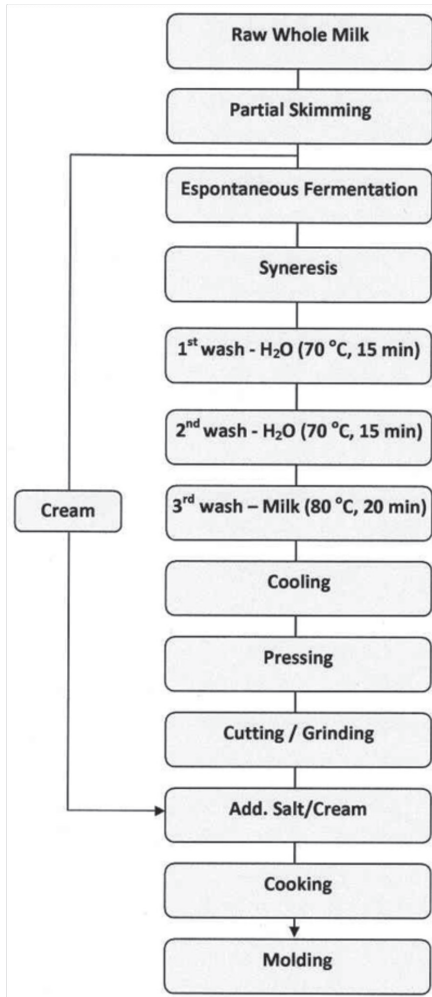 Raw Whole Milk
Partial Skimming
Espontaneous Fermentation
Syneresis
1st wash - H₂O (70 °C, 15 min)
2nd wash - H₂O (70 °C, 15 min)
Cream
3rd wash – Milk (80 °C, 20 min)
Cooling
Pressing
Cutting / Grinding
Add. Salt/Cream
Cooking
Molding